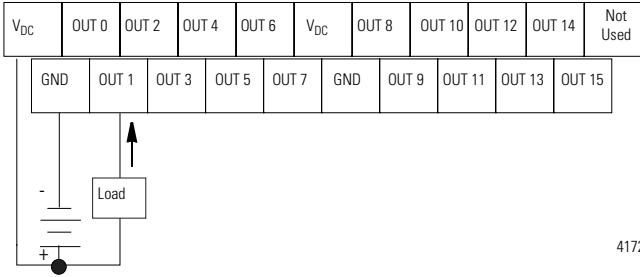 VDC OUT 0 OUT 2 OUT 4 OUT 6 VDC OUT 8 OUT 10 OUT 12 OUT 14 Not Used
GND OUT 1 OUT 3 OUT 5 OUT 7 GND OUT 9 OUT 11 OUT 13 OUT 15
-
Load
+
4172